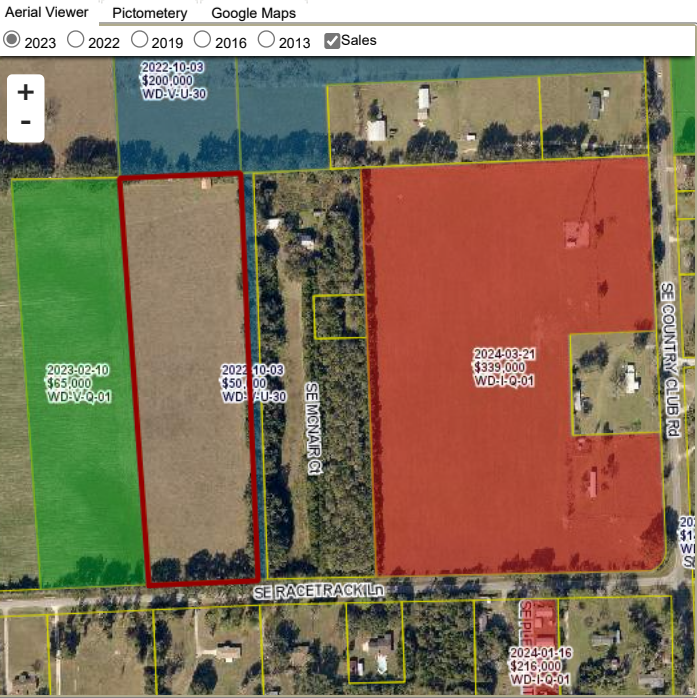 Aerial Viewer
Pictometery
Google Maps
2023
2022
2019
2016
2013
Sales
+
-
2022-10-03
$200,000
WD-V-U-30
2023-02-10
$65,000
WD-V-Q-01
2022-10-03
WD-V-U-30
SE MCNAIR Ct
2024-03-21
$339,000
WD-I-Q-01
SE COUNTRY CLUB Rd
SE RACETRACK Ln
2024-01-16
$216,000
WD-I-Q-01